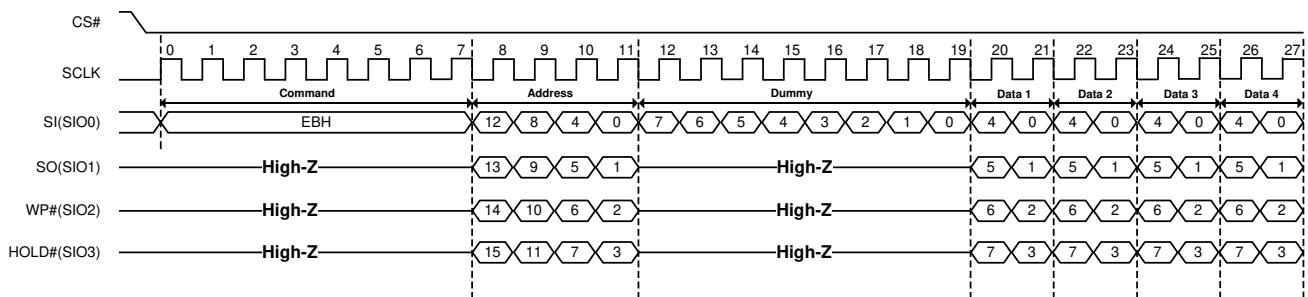 CS#
0 1 2 3 4 5 6 7 8 9 10 11 12 13 14 15 16 17 18 19 20 21 22 23 24 25 26 27
SCLK
Command Address Dummy Data 1 Data 2 Data 3 Data 4
SI(SIO0) EBH 12 8 4 0 7 6 5 4 3 2 1 0 4 0 4 0 4 0 4 0
SO(SIO1) High-Z 13 9 5 1 High-Z 5 1 5 1 5 1 5 1
WP#(SIO2) High-Z 14 10 6 2 High-Z 6 2 6 2 6 2 6 2
HOLD#(SIO3) High-Z 15 11 7 3 High-Z 7 3 7 3 7 3 7 3